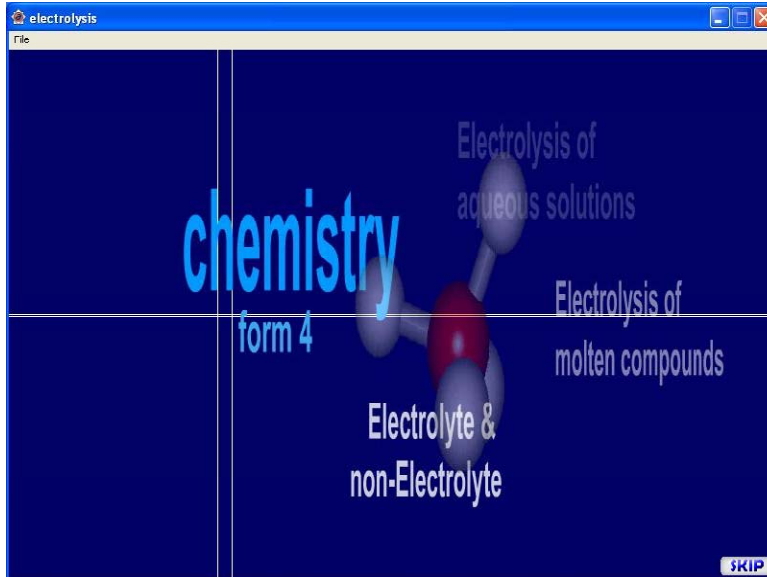 electrolysis
File
Electrolysis of
aqueous solutions
chemistry
form 4
Electrolysis of
molten compounds
Electrolyte &
non-Electrolyte
SKIP